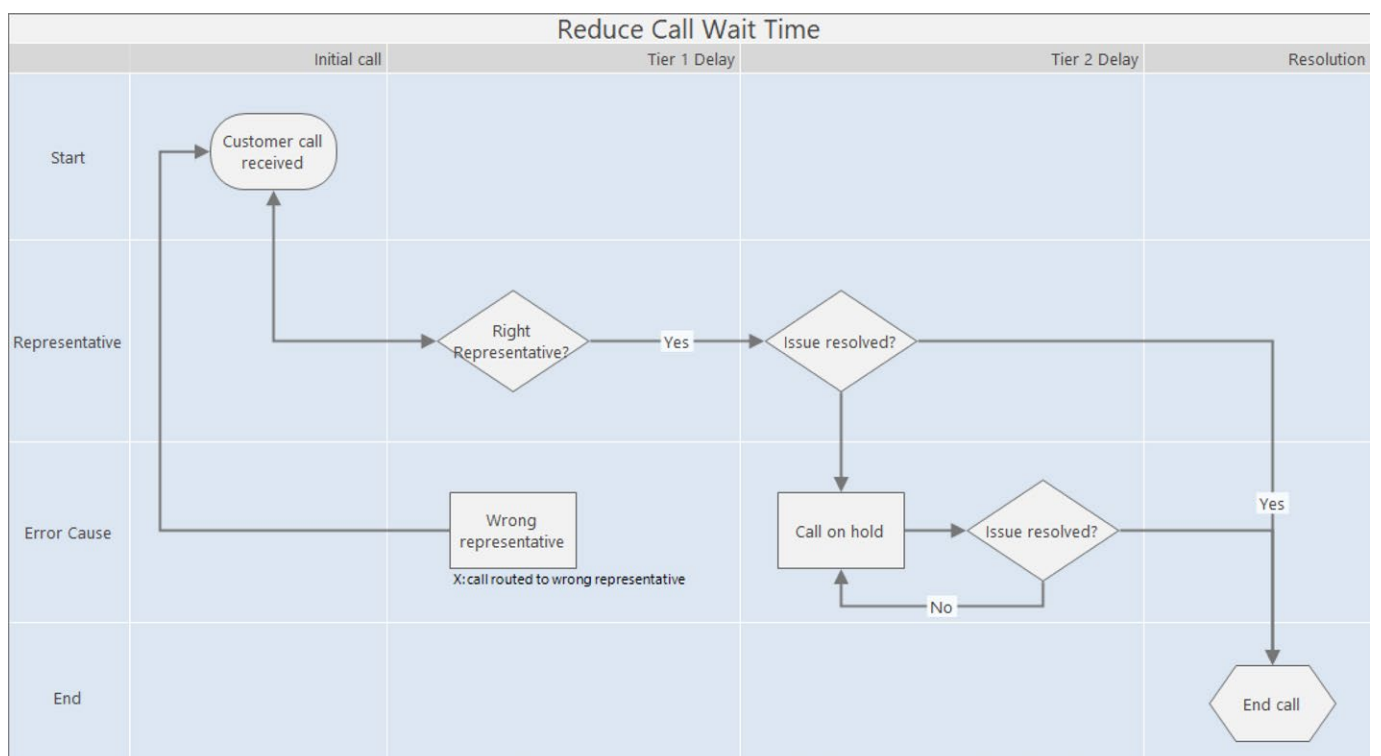 Reduce Call Wait Time
Initial call
Tier 1 Delay
Tier 2 Delay
Resolution
Start
Customer call
received
Representative
Right
Representative?
Yes
Issue resolved?
Error Cause
Wrong
representative
X: call routed to wrong representative
Call on hold
Issue resolved?
Yes
No
End
End call